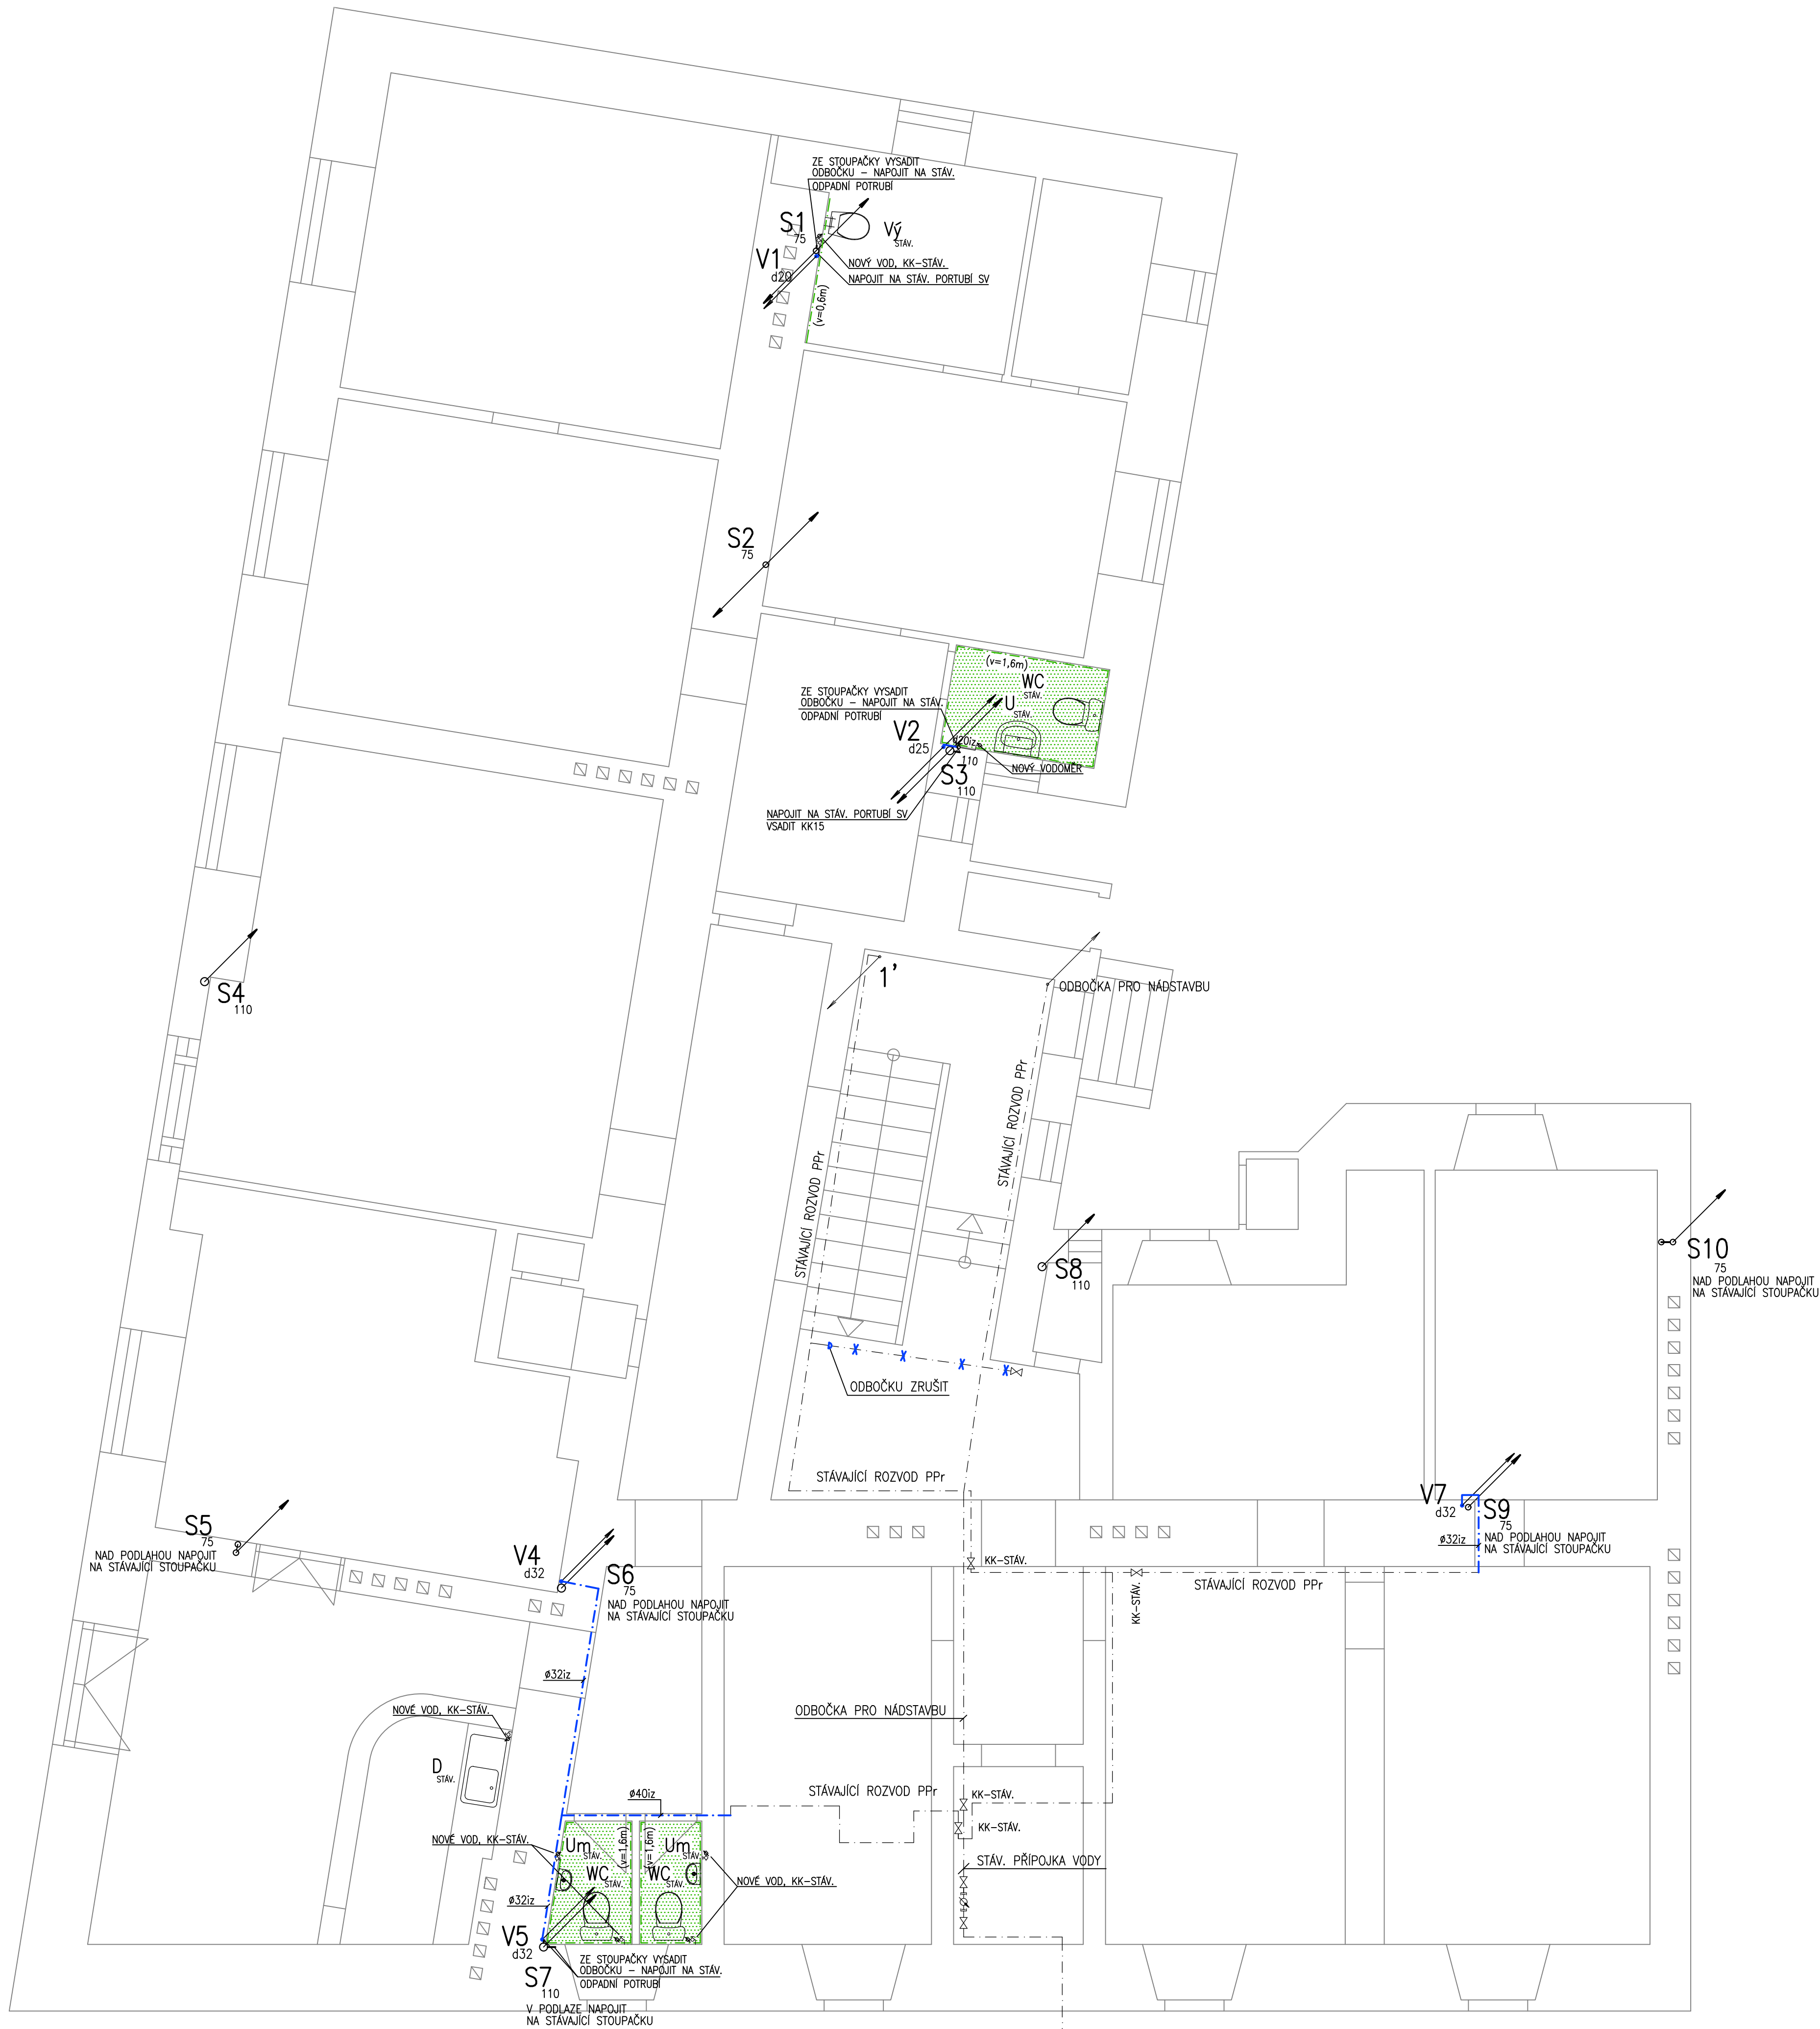 ZE STOUPAČKY VYSADIT
ODBOČKU – NAPOJIT NA STÁV.
ODPADNÍ POTRUBÍ
S1
75
Vý
STÁV.
V1
d20
NOVÝ VOD, KK–STÁV.
NAPOJIT NA STÁV. PORTUBÍ SV
(v=0,6m)
S2
75
(v=1,6m)
WC
STÁV.
U
STÁV.
ZE STOUPAČKY VYSADIT
ODBOČKU – NAPOJIT NA STÁV.
ODPADNÍ POTRUBÍ
V2
d25
d20iz
110
S3
110
NOVÝ VODOMĚR
NAPOJIT NA STÁV. PORTUBÍ SV
VSADIT KK15
1'
ODBOČKA PRO NÁDSTAVBU
S4
110
STÁVAJÍCÍ ROZVOD PPr
STÁVAJÍCÍ ROZVOD PPr
S8
110
S10
75
NAD PODLAHOU NAPOJIT
NA STÁVAJÍCÍ STOUPAČKU
ODBOČKU ZRUŠIT
STÁVAJÍCÍ ROZVOD PPr
V7
d32
S9
75
NAD PODLAHOU NAPOJIT
NA STÁVAJÍCÍ STOUPAČKU
ø32iz
S5
75
NAD PODLAHOU NAPOJIT
NA STÁVAJÍCÍ STOUPAČKU
V4
d32
S6
75
NAD PODLAHOU NAPOJIT
NA STÁVAJÍCÍ STOUPAČKU
KK–STÁV.
KK–STÁV.
STÁVAJÍCÍ ROZVOD PPr
ø32iz
NOVÉ VOD, KK–STÁV.
ODBOČKA PRO NÁDSTAVBU
D
STÁV.
ø40iz
STÁVAJÍCÍ ROZVOD PPr
KK–STÁV.
KK–STÁV.
NOVÉ VOD, KK–STÁV.
Um
STÁV.
(v=1,6m)
(v=1,6m)
Um
STÁV.
WC
STÁV.
WC
STÁV.
NOVÉ VOD, KK–STÁV.
STÁV. PŘÍPOJKA VODY
ø32iz
V5
d32
ZE STOUPAČKY VYSADIT
ODBOČKU – NAPOJIT NA STÁV.
ODPADNÍ POTRUBÍ
S7
110
V PODLAZE NAPOJIT
NA STÁVAJÍCÍ STOUPAČKU